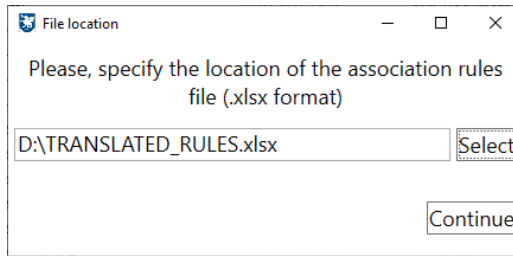 File location
Please, specify the location of the association rules
file (.xlsx format)
D:\TRANSLATED_RULES.xlsx
Select
Continue